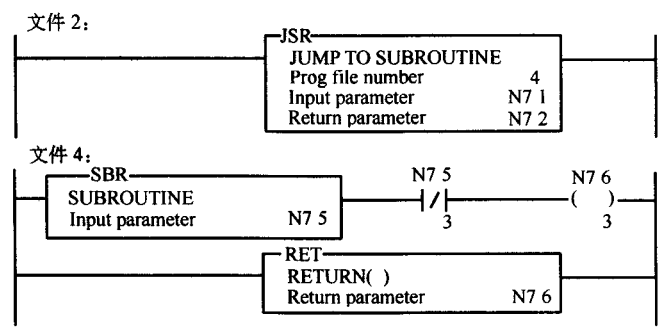 文件 2：
JSR
JUMP TO SUBROUTINE
Prog file number 4
Input parameter N7 1
Return parameter N7 2
文件 4：
SBR
SUBROUTINE
Input parameter N7 5
N7 5
3
N7 6
( )
3
RET
RETURN( )
Return parameter N7 6